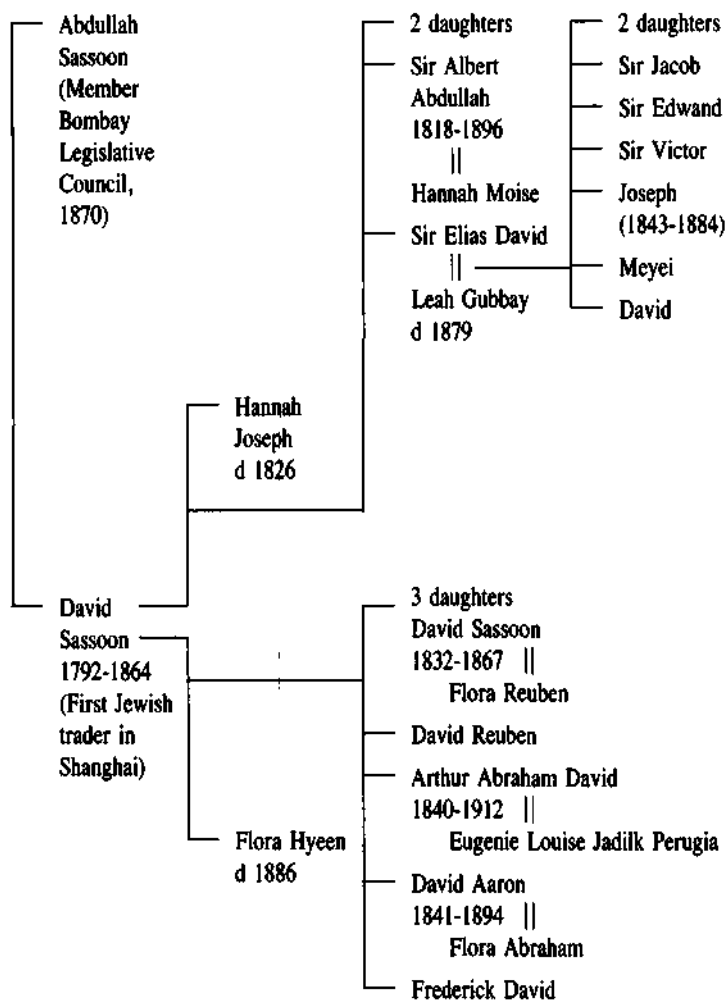 Abdullah
Sassoon
(Member
Bombay
Legislative
Council,
1870)
2 daughters
Sir Albert
Abdullah
1818-1896
||
Hannah Moise
Sir Elias David
||
Leah Gubbay
d 1879
2 daughters
Sir Jacob
Sir Edwand
Sir Victor
Joseph
(1843-1884)
Meyei
David
Hannah
Joseph
d 1826
David
Sassoon
1792-1864
(First Jewish
trader in
Shanghai)
Flora Hyeen
d 1886
3 daughters
David Sassoon
1832-1867 ||
Flora Reuben
David Reuben
Arthur Abraham David
1840-1912 ||
Eugenie Louise Jadilk Perugia
David Aaron
1841-1894 ||
Flora Abraham
Frederick David